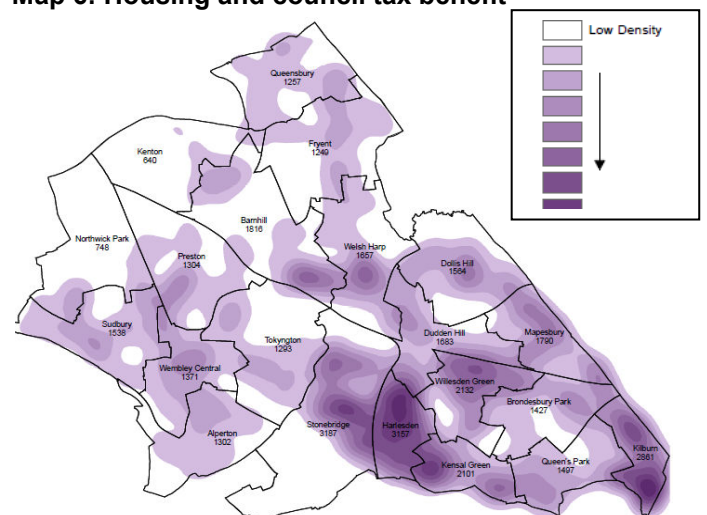 Map 6: Housing and council tax benefit
Low Density
Queensbury
1257
Fryent
1249
Kenton
640
Barnhill
1816
Northwick Park
748
Preston
1304
Welsh Harp
1657
Dollis Hill
1564
Sudbury
1538
Tokyngton
1293
Dudden Hill
1683
Mapesbury
1790
Wembley Central
1371
Willesden Green
2132
Brondesbury Park
1427
Alperton
1302
Stonebridge
3187
Harlesden
3157
Kensal Green
2101
Queen's Park
1497
Kilburn
2861